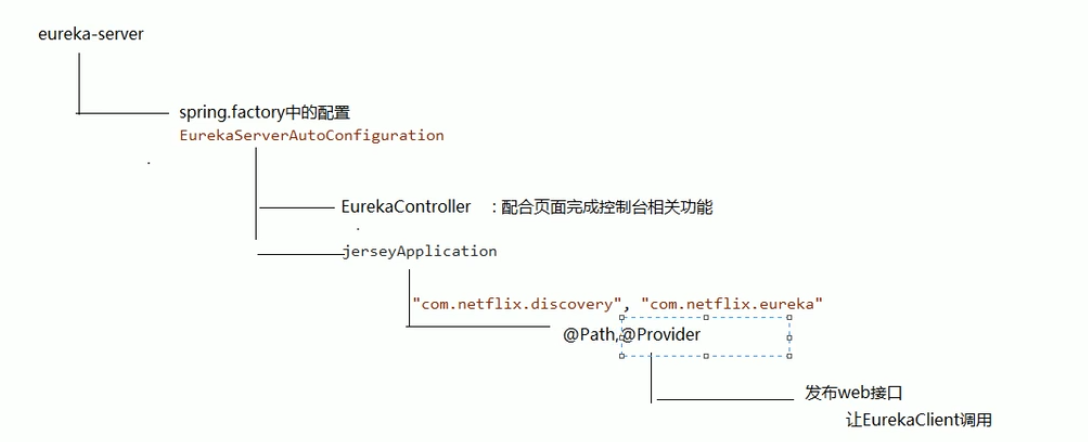 eureka-server
spring.factory中的配置
EurekaServerAutoConfiguration
EurekaController : 配合页面完成控制台相关功能
jerseyApplication
"com.netflix.discovery", "com.netflix.eureka"
@Path,@Provider
发布web接口
让EurekaClient调用